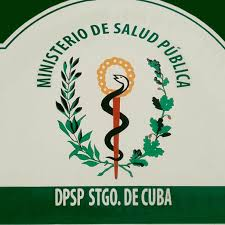 MINISTERIO DE SALUD PÚBLICA
DPSP STGO. DE CUBA